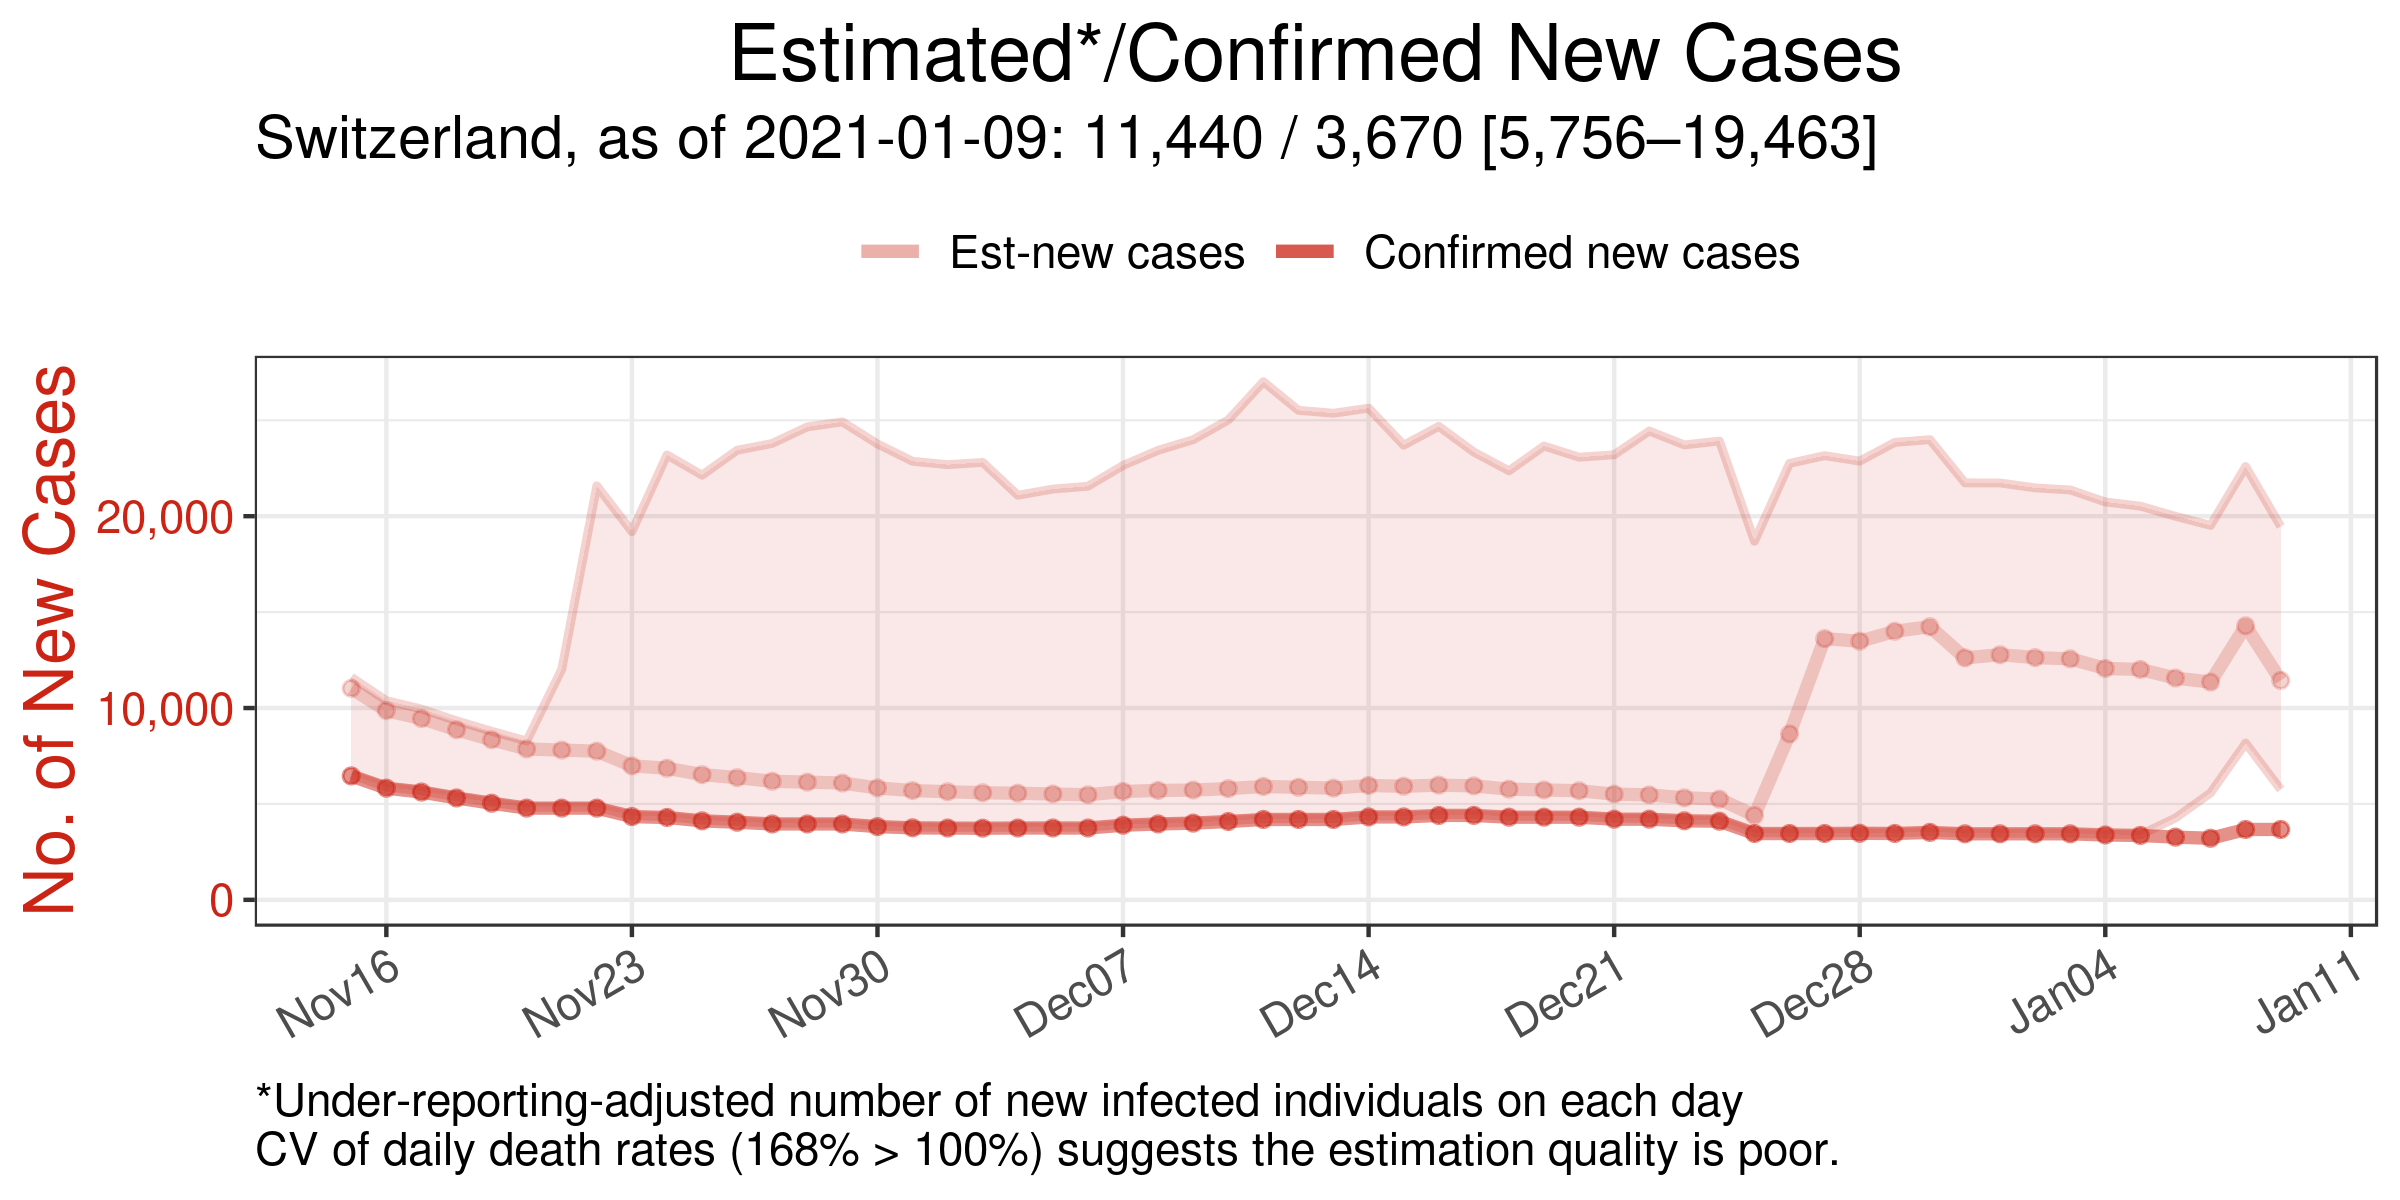 Estimated*/Confirmed New Cases
Switzerland, as of 2021-01-09: 11,440 / 3,670 [5,756–19,463]
Est-new cases
Confirmed new cases
No. of New Cases
20,000
10,000
0
Nov16
Nov23
Nov30
Dec07
Dec14
Dec21
Dec28
Jan04
Jan11
*Under-reporting-adjusted number of new infected individuals on each day
CV of daily death rates (168% > 100%) suggests the estimation quality is poor.